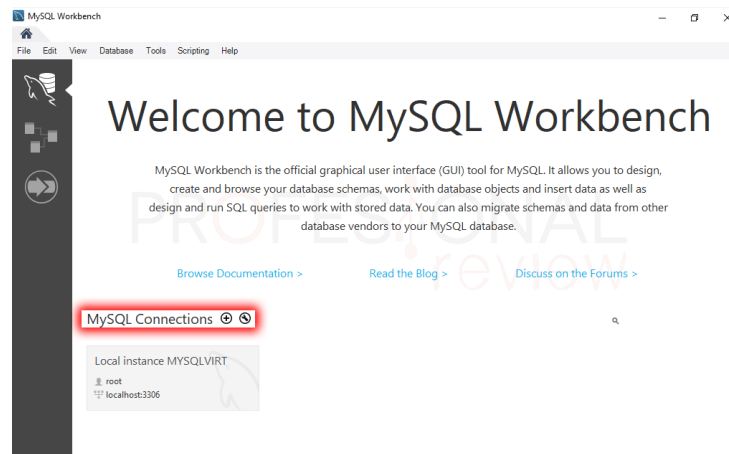 MySQL Workbench
File Edit View Database Tools Scripting Help
Welcome to MySQL Workbench
MySQL Workbench is the official graphical user interface (GUI) tool for MySQL. It allows you to design,
create and browse your database schemas, work with database objects and insert data as well as
design and run SQL queries to work with stored data. You can also migrate schemas and data from other
database vendors to your MySQL database.
PROFESIONAL
review
Browse Documentation > Read the Blog > Discuss on the Forums >
MySQL Connections
Local instance MYSQLVIRT
root
localhost:3306